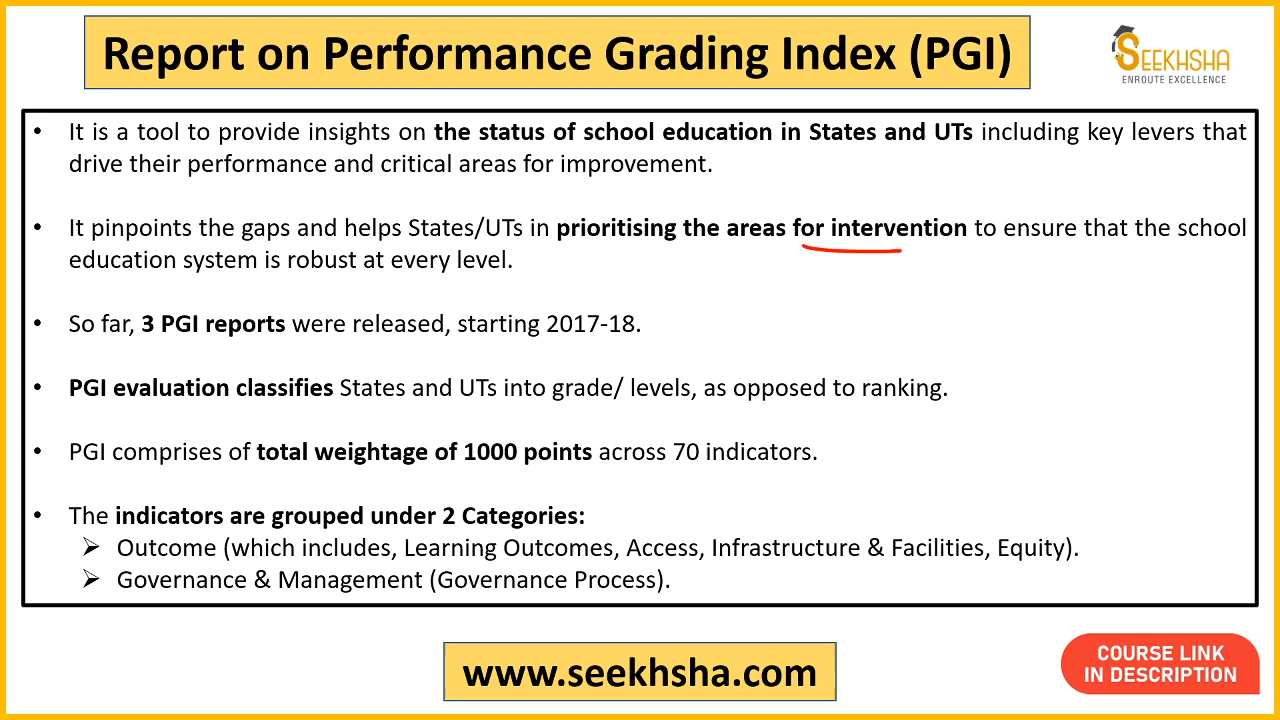 Report on Performance Grading Index (PGI)
SEEKHSHA
ENROUTE EXCELLENCE
• It is a tool to provide insights on the status of school education in States and UTs including key levers that
drive their performance and critical areas for improvement.
• It pinpoints the gaps and helps States/UTs in prioritising the areas for intervention to ensure that the school
education system is robust at every level.
• So far, 3 PGI reports were released, starting 2017-18.
• PGI evaluation classifies States and UTs into grade/ levels, as opposed to ranking.
• PGI comprises of total weightage of 1000 points across 70 indicators.
• The indicators are grouped under 2 Categories:
➢ Outcome (which includes, Learning Outcomes, Access, Infrastructure & Facilities, Equity).
➢ Governance & Management (Governance Process).
www.seekhsha.com
COURSE LINK
IN DESCRIPTION